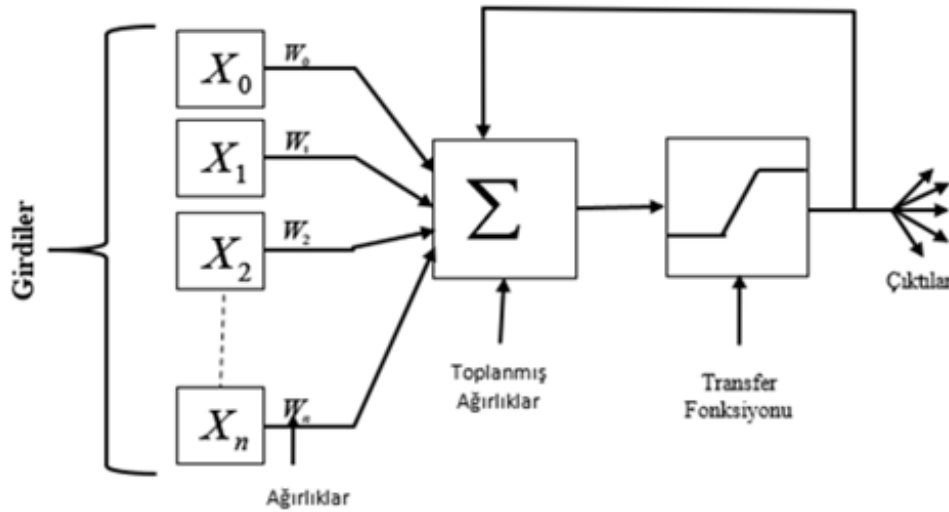 Girdiler
X0
W0
X1
W1
X2
W2
Xn
Wn
Ağırlıklar
Σ
Toplanmış
Ağırlıklar
Transfer
Fonksiyonu
Çıktılar